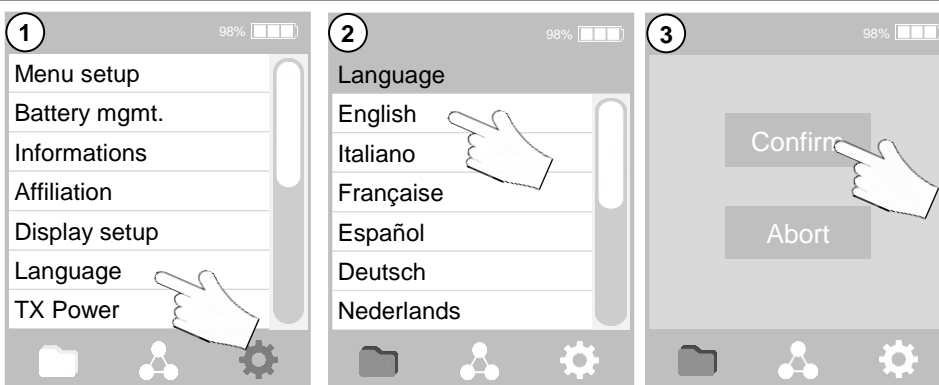 1
98%
Menu setup
Battery mgmt.
Informations
Affiliation
Display setup
Language
TX Power
2
98%
Language
English
Italiano
Française
Español
Deutsch
Nederlands
3
98%
Confirm
Abort